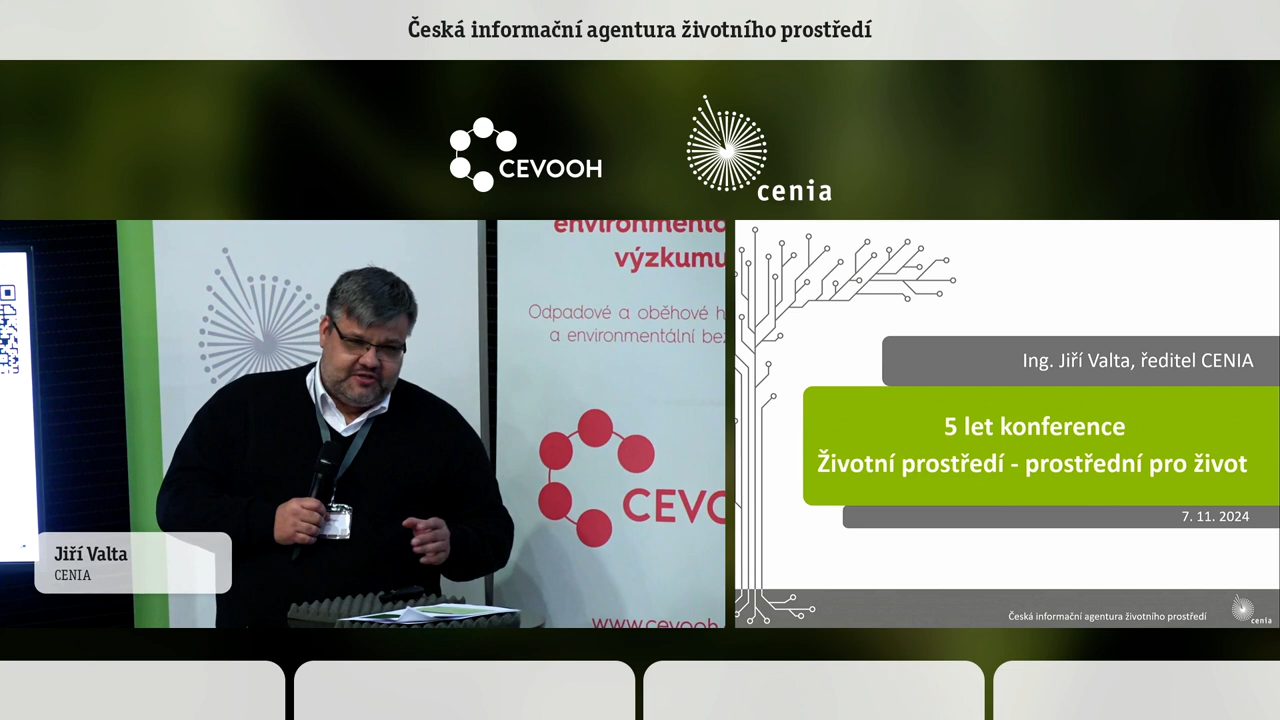 Česká informační agentura životního prostředí
CEVOOH
cenia
výzkumu
Odpadové a oběhové
a environmentální
CEVO
www.cevooh
Jiří Valta
CENIA
Ing. Jiří Valta, ředitel CENIA
5 let konference
Životní prostředí - prostřední pro život
7. 11. 2024
Česká informační agentura životního prostředí
cenia